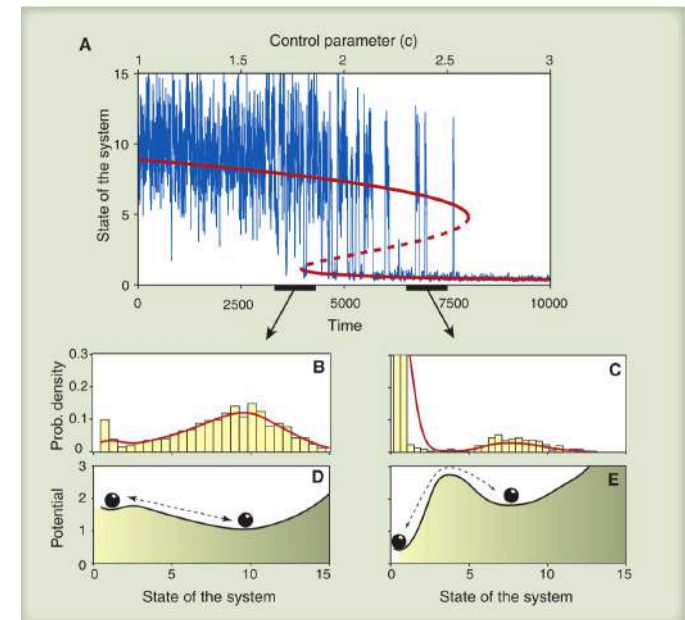 A
Control parameter (c)
1 1.5 2 2.5 3
State of the system
15
10
5
0
0 2500 5000 7500 10000
Time
Prob. density
0.3
0.2
0.1
0
B
C
Potential
3
2
1
0
D
E
0 5 10 15
0 5 10 15
State of the system
State of the system